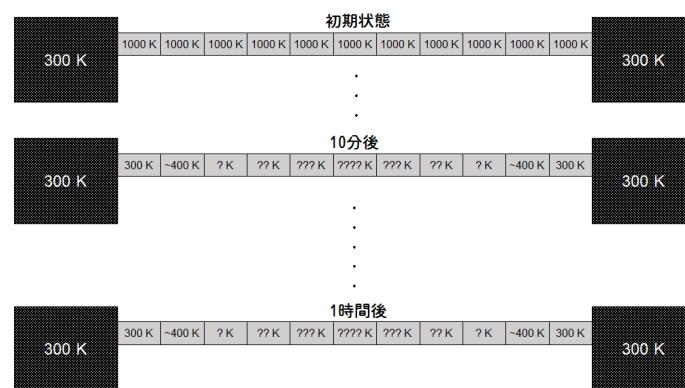 初期状態
300 K 1000 K 1000 K 1000 K 1000 K 1000 K 1000 K 1000 K 1000 K 1000 K 1000 K 1000 K 300 K
10分後
300 K 300 K ~400 K ? K ?? K ??? K ???? K ??? K ?? K ? K ~400 K 300 K 300 K
1時間後
300 K 300 K ~400 K ? K ?? K ??? K ???? K ??? K ?? K ? K ~400 K 300 K 300 K